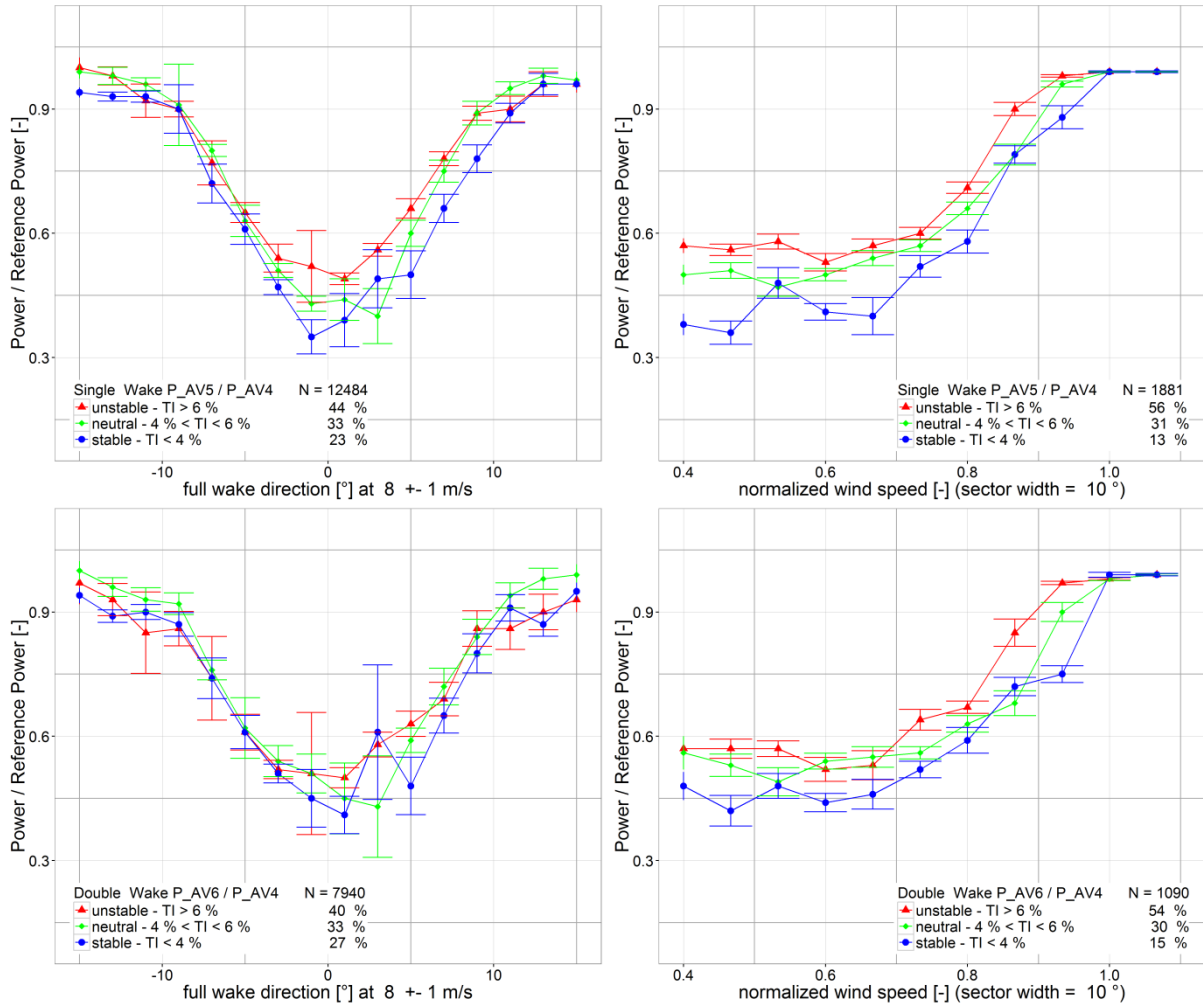 Power / Reference Power [-]
0.9
0.6
0.3
Single Wake P_AV5 / P_AV4 N = 12484
unstable - TI > 6 % 44 %
neutral - 4 % < TI < 6 % 33 %
stable - TI < 4 % 23 %
-10 0 10
full wake direction [°] at 8 +- 1 m/s
Power / Reference Power [-]
0.9
0.6
0.3
Single Wake P_AV5 / P_AV4 N = 1881
unstable - TI > 6 % 56 %
neutral - 4 % < TI < 6 % 31 %
stable - TI < 4 % 13 %
0.4 0.6 0.8 1.0
normalized wind speed [-] (sector width = 10 °)
Power / Reference Power [-]
0.9
0.6
0.3
Double Wake P_AV6 / P_AV4 N = 7940
unstable - TI > 6 % 40 %
neutral - 4 % < TI < 6 % 33 %
stable - TI < 4 % 27 %
-10 0 10
full wake direction [°] at 8 +- 1 m/s
Power / Reference Power [-]
0.9
0.6
0.3
Double Wake P_AV6 / P_AV4 N = 1090
unstable - TI > 6 % 54 %
neutral - 4 % < TI < 6 % 30 %
stable - TI < 4 % 15 %
0.4 0.6 0.8 1.0
normalized wind speed [-] (sector width = 10 °)